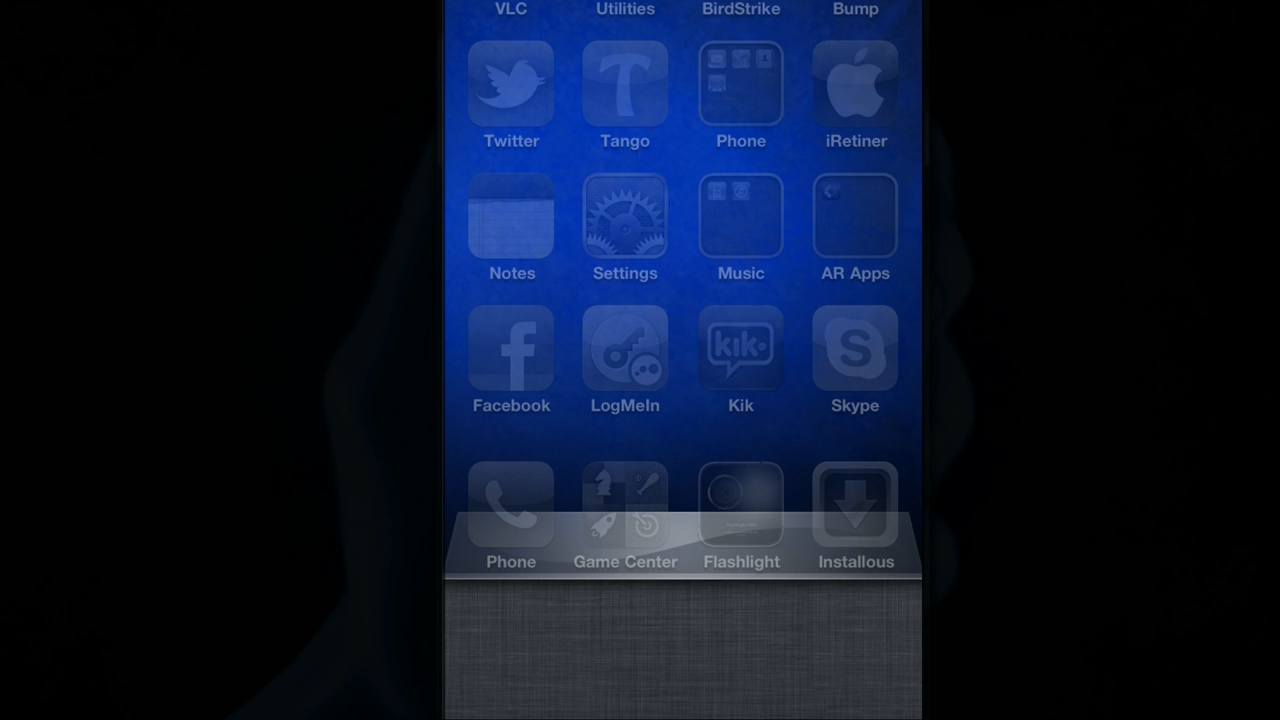 VLC Utilities BirdStrike Bump
Twitter Tango Phone iRetiner
Notes Settings Music AR Apps
kik
Facebook LogMeIn Kik Skype
Phone Game Center Flashlight Installous